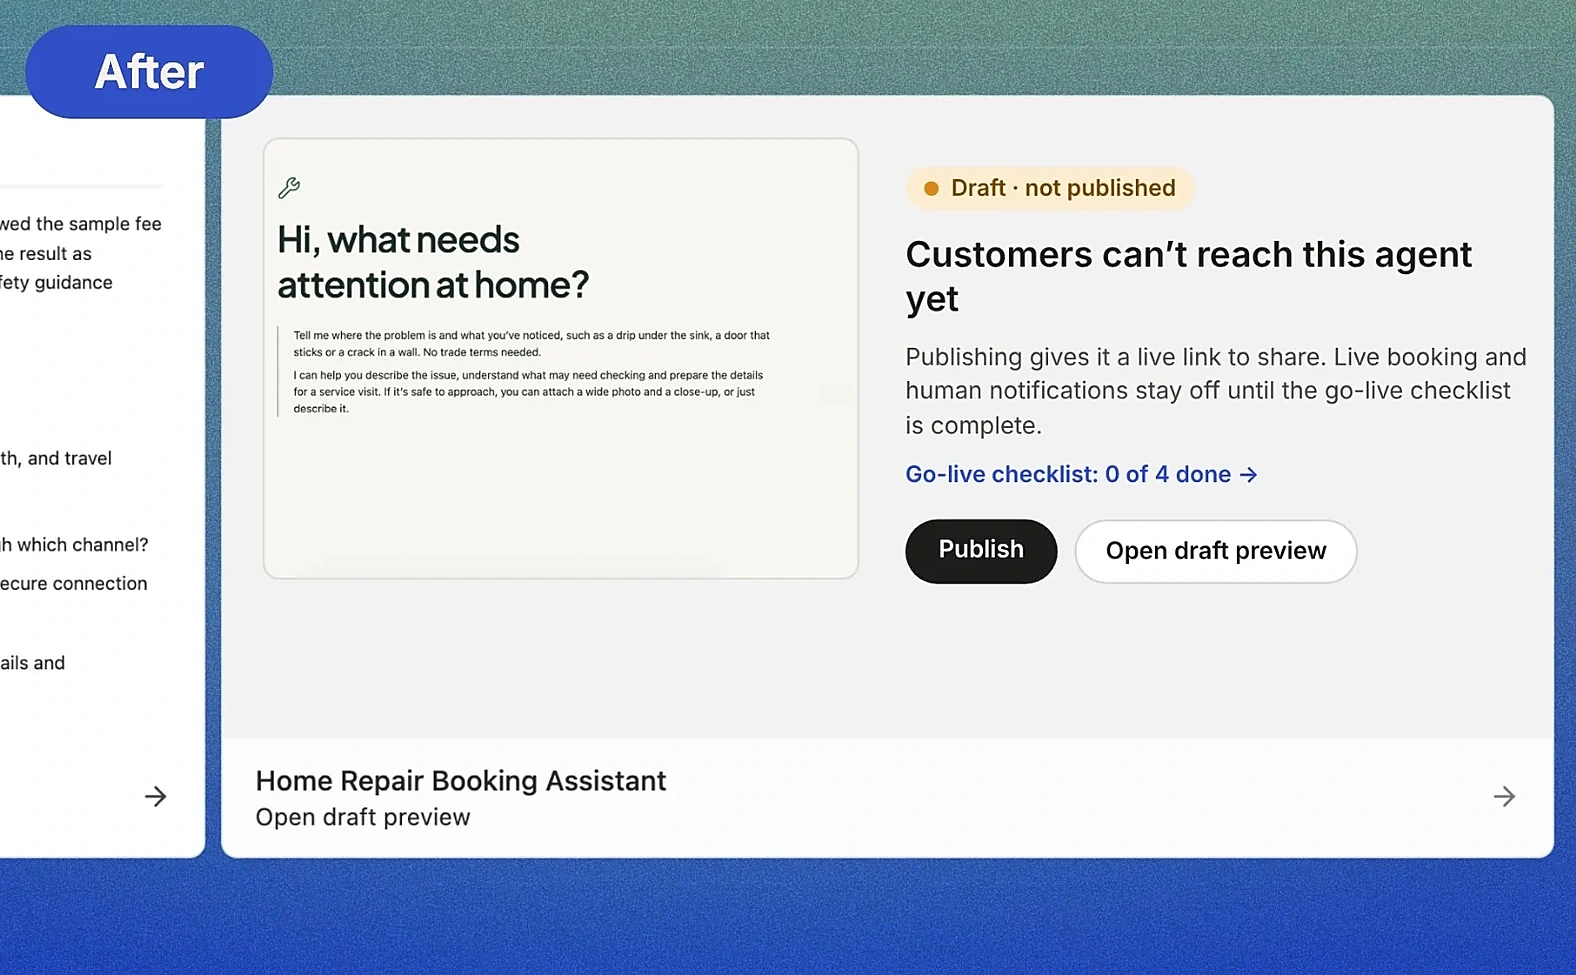 After
wed the sample fee
ne result as
fety guidance
th, and travel
h which channel?
ecure connection
ails and
Hi, what needs
attention at home?
Tell me where the problem is and what you’ve noticed, such as a drip under the sink, a door that
sticks or a crack in a wall. No trade terms needed.
I can help you describe the issue, understand what may need checking and prepare the details
for a service visit. If it’s safe to approach, you can attach a wide photo and a close-up, or just
describe it.
Draft · not published
Customers can’t reach this agent
yet
Publishing gives it a live link to share. Live booking and
human notifications stay off until the go-live checklist
is complete.
Go-live checklist: 0 of 4 done →
Publish
Open draft preview
Home Repair Booking Assistant
Open draft preview